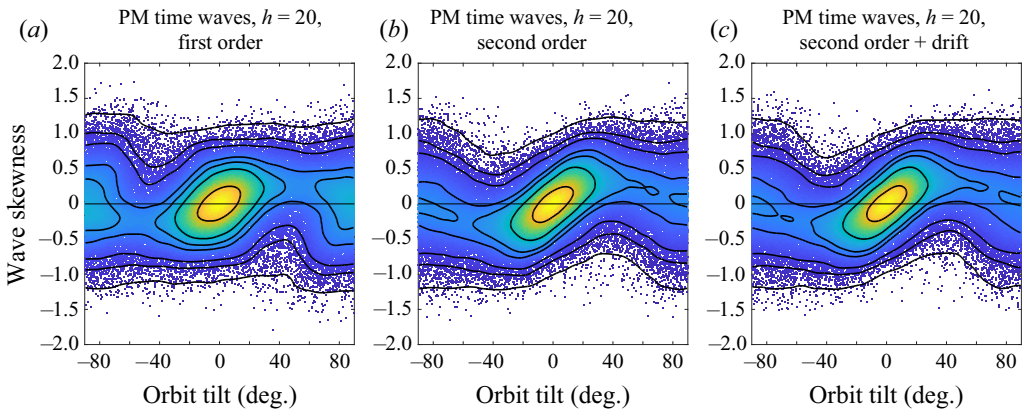 (a) PM time waves, h = 20,
first order
(b) PM time waves, h = 20,
second order
(c) PM time waves, h = 20,
second order + drift
Wave skewness
2.0
1.5
1.0
0.5
0
–0.5
–1.0
–1.5
–2.0
–80 –40 0 40 80
Orbit tilt (deg.)
2.0
1.5
1.0
0.5
0
–0.5
–1.0
–1.5
–2.0
–80 –40 0 40 80
Orbit tilt (deg.)
2.0
1.5
1.0
0.5
0
–0.5
–1.0
–1.5
–2.0
–80 –40 0 40 80
Orbit tilt (deg.)